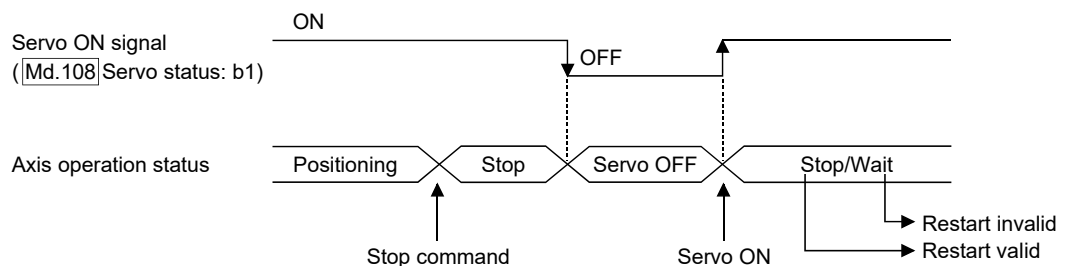 ON
Servo ON signal
( Md.108 Servo status: b1)
OFF
Axis operation status
Positioning
Stop
Servo OFF
Stop/Wait
Restart invalid
Restart valid
Stop command
Servo ON